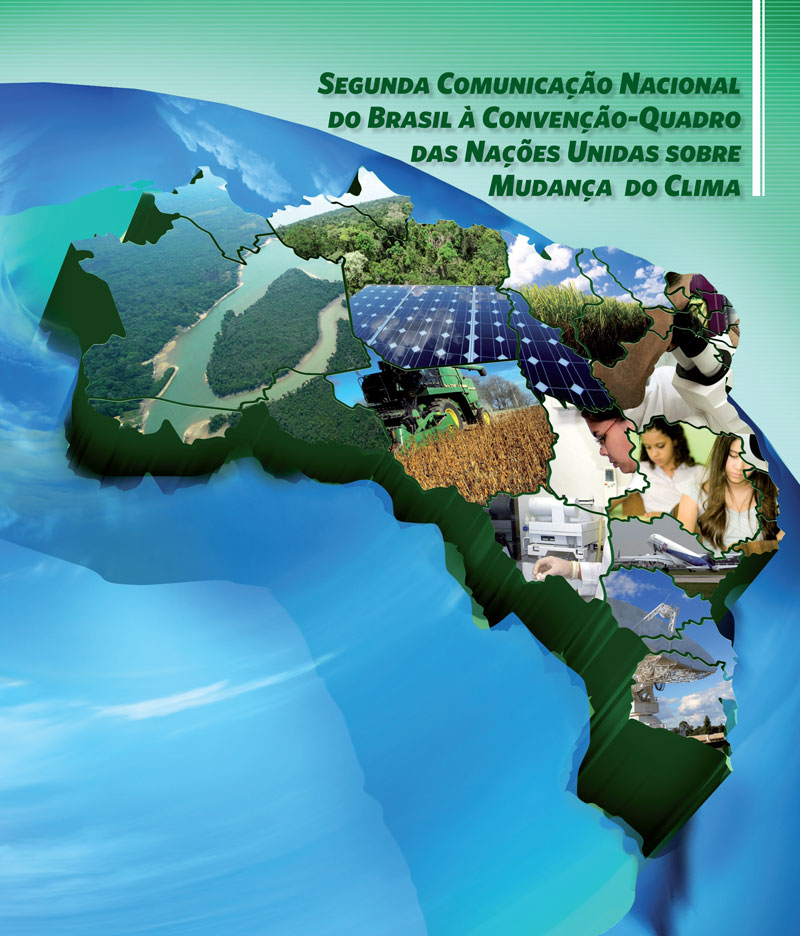 Segunda Comunicação Nacional
do Brasil à Convenção-Quadro
das Nações Unidas sobre
Mudança do Clima